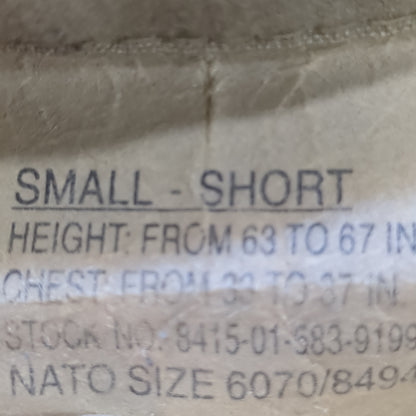 SMALL - SHORT
HEIGHT: FROM 63 TO 67 IN
CHEST: FROM 33 TO 37 IN
STOCK NO.: 8415-01-583-9199
NATO SIZE 6070/8494